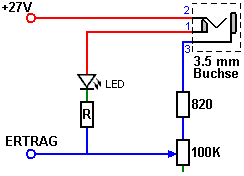 +27V
2
1
3
3.5 mm
Buchse
LED
R
820
ERTRAG
100K